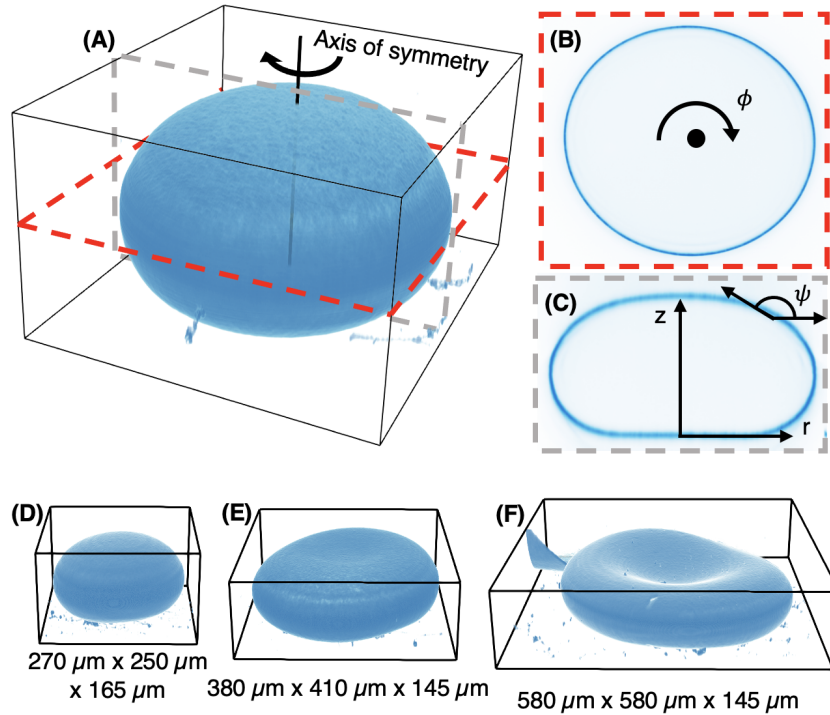 (A)
Axis of symmetry
(B)
ϕ
(C)
ψ
z
r
(D)
270 µm x 250 µm
x 165 µm
(E)
380 µm x 410 µm x 145 µm
(F)
580 µm x 580 µm x 145 µm